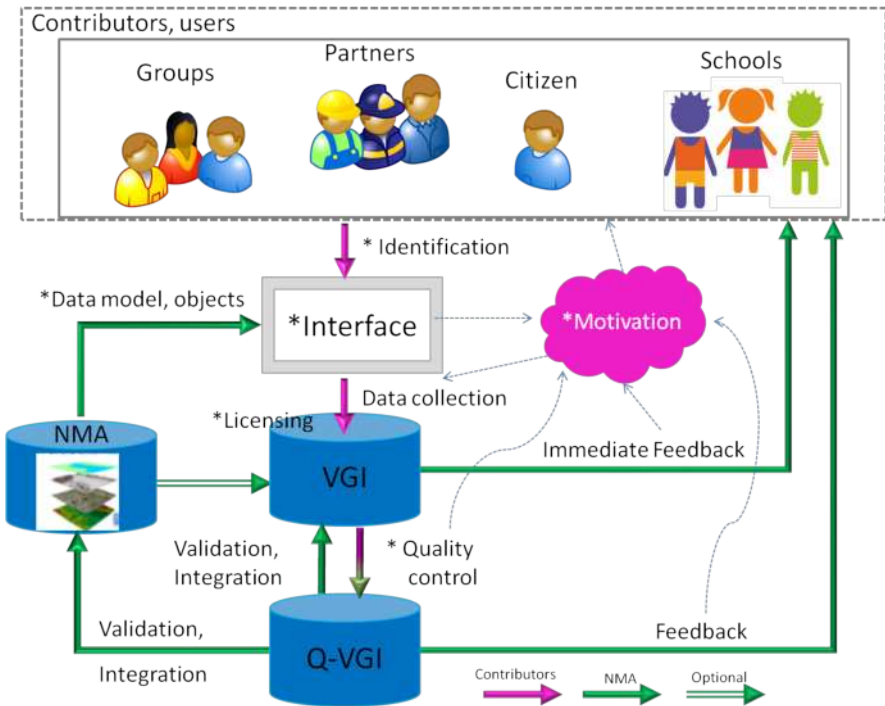 Contributors, users
Groups
Partners
Citizen
Schools
* Identification
*Data model, objects
*Interface
*Motivation
Data collection
*Licensing
NMA
VGI
Immediate Feedback
Validation,
Integration
* Quality
control
Validation,
Integration
Q-VGI
Feedback
Contributors
NMA
Optional